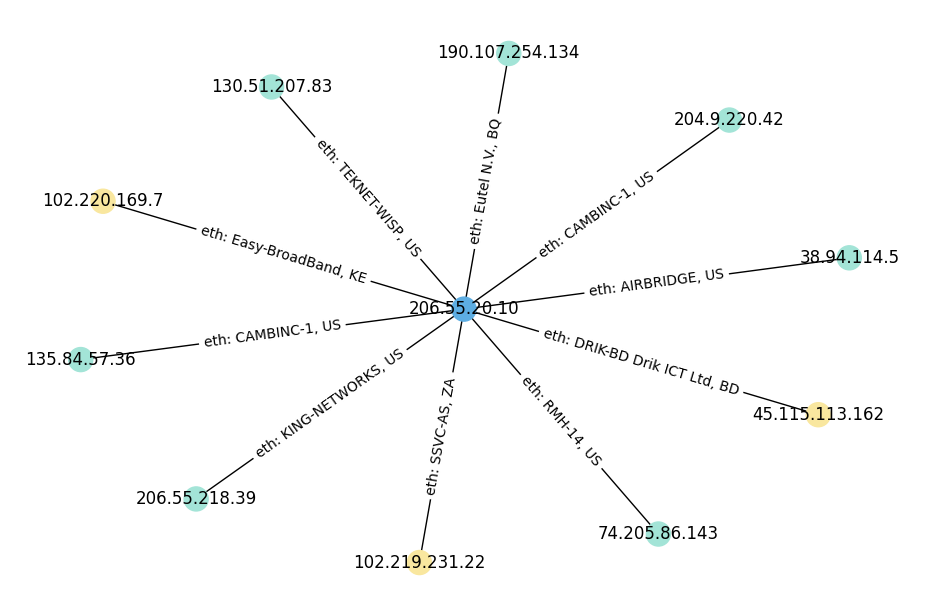 190.107.254.134
130.51.207.83
204.9.220.42
eth: Eutel N.V., BQ
eth: TEKNET-WISP, US
eth: CAMBINC-1, US
102.220.169.7
eth: Easy-BroadBand, KE
38.94.114.5
eth: AIRBRIDGE, US
206.55.20.10
eth: CAMBINC-1, US
135.84.57.36
eth: DRIK-BD Drik ICT Ltd, BD
45.115.113.162
eth: KING-NETWORKS, US
eth: SSVC-AS, ZA
eth: RMH-14, US
206.55.218.39
74.205.86.143
102.219.231.22